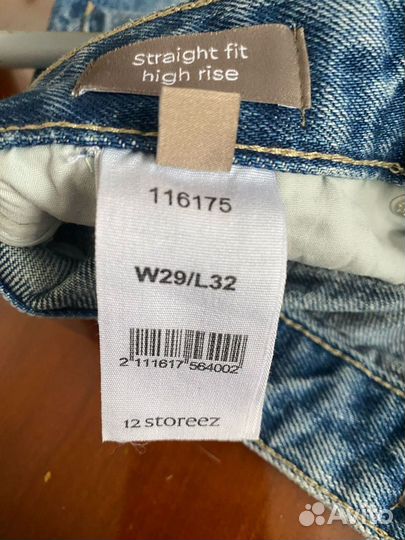 Straight fit
high rise
116175
W29/L32
2 111617 564002
12 storeez
Avito